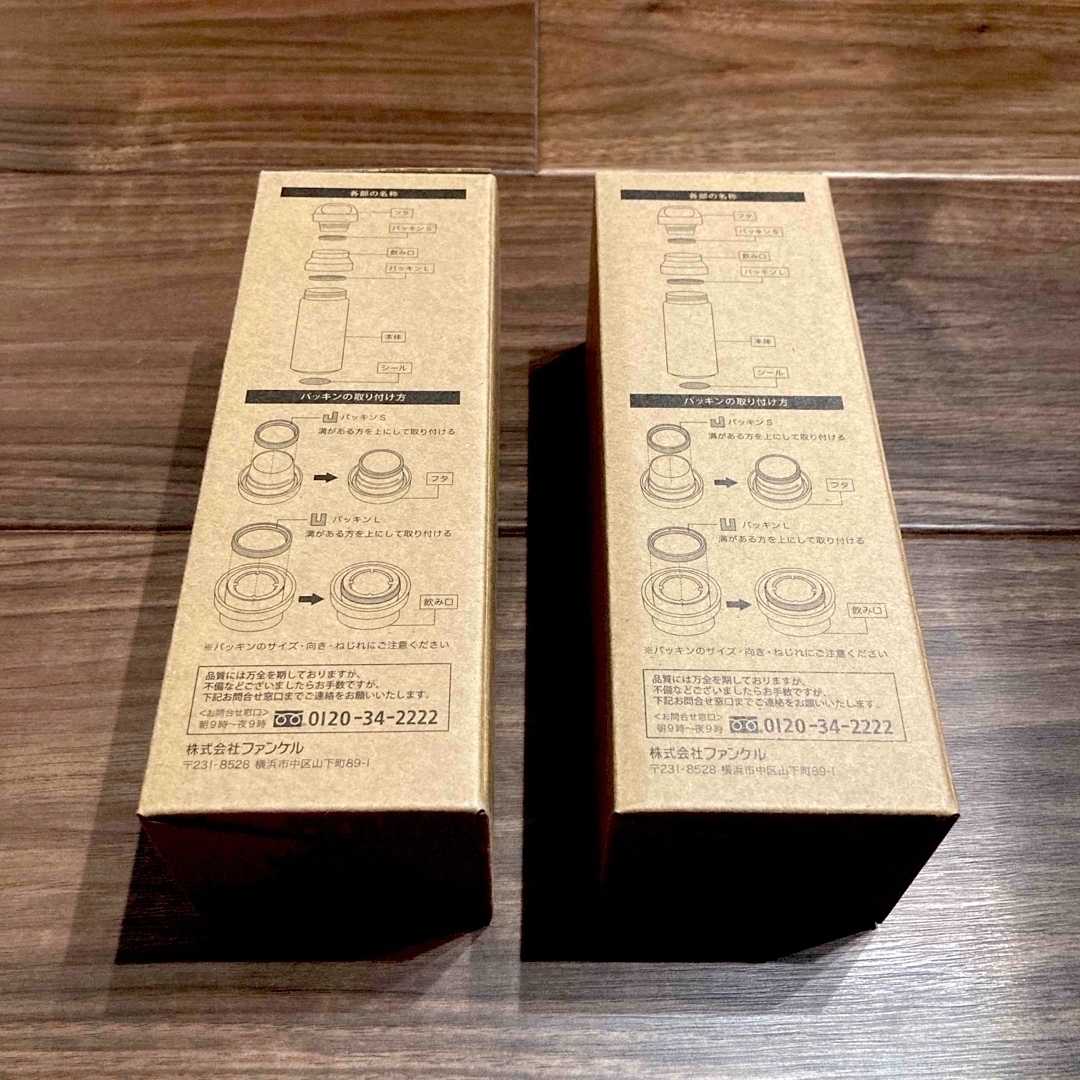 各部の名称
フタ
パッキンS
飲み口
パッキンL
本体
シール
パッキンの取り付け方
パッキンS
溝がある方を上にして取り付ける
フタ
パッキンL
溝がある方を上にして取り付ける
飲み口
※パッキンのサイズ・向き・ねじれにご注意ください
品質には万全を期しておりますが、
不備などございましたらお手数ですが、
下記お問合せ窓口までご連絡をお願いいたします。
<お問合せ窓口>
朝9時〜夜9時 0120-34-2222
株式会社ファンケル
〒231-8528 横浜市中区山下町89-1
各部の名称
フタ
パッキンS
飲み口
パッキンL
本体
シール
パッキンの取り付け方
パッキンS
溝がある方を上にして取り付ける
フタ
パッキンL
溝がある方を上にして取り付ける
飲み口
※パッキンのサイズ・向き・ねじれにご注意ください
品質には万全を期しておりますが、
不備などございましたらお手数ですが、
下記お問合せ窓口までご連絡をお願いいたします。
<お問合せ窓口>
朝9時〜夜9時 0120-34-2222
株式会社ファンケル
〒231-8528 横浜市中区山下町89-1